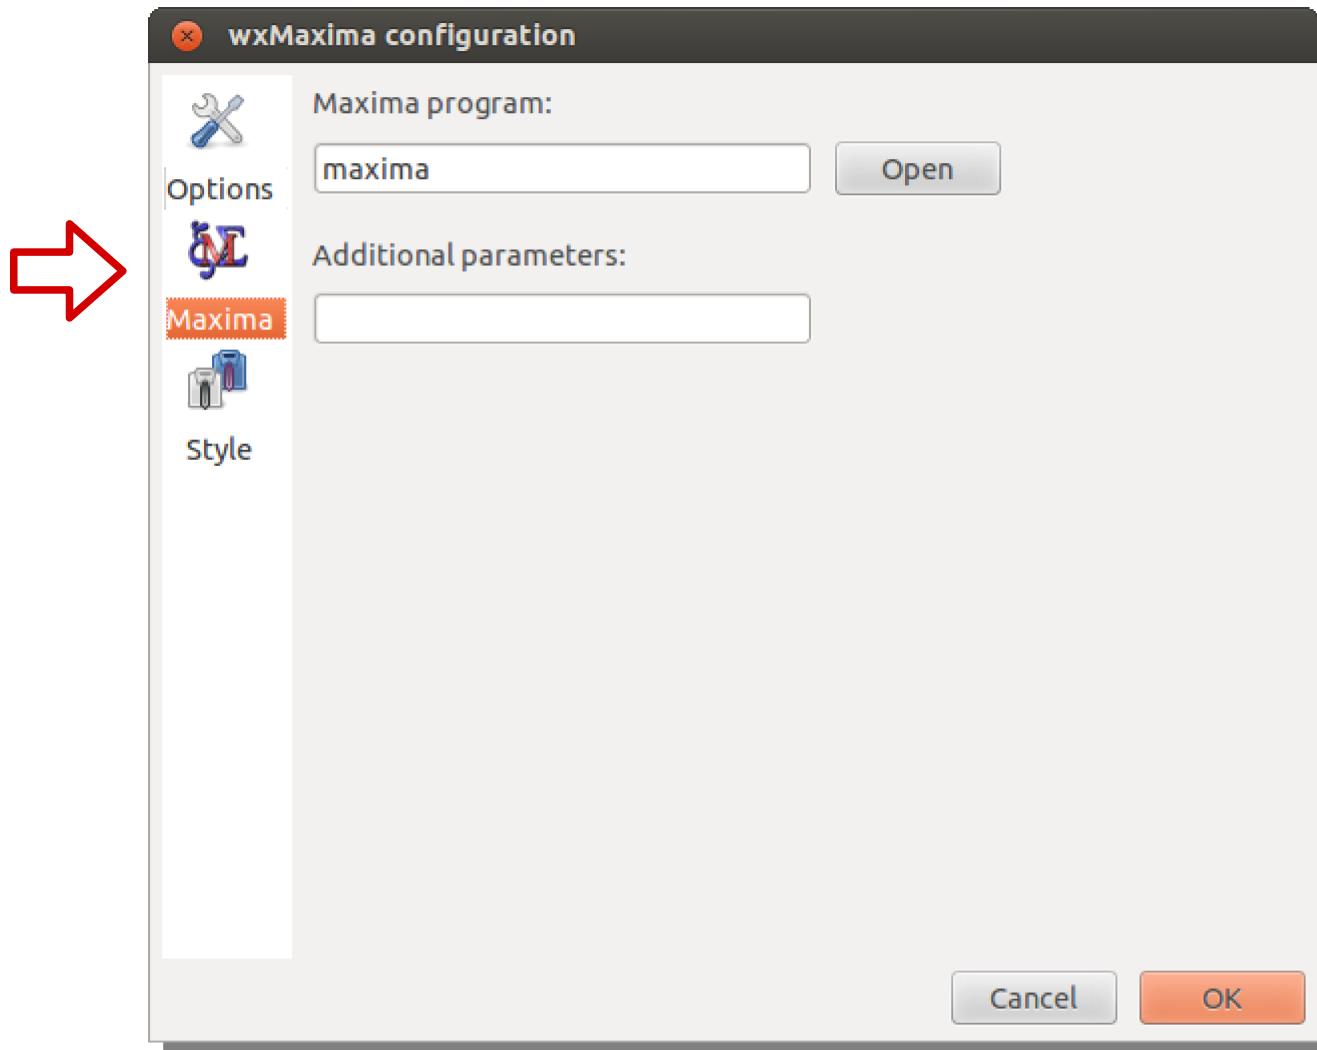 wxMaxima configuration
Options
Maxima
Style
Maxima program:
maxima
Open
Additional parameters:
Cancel
OK